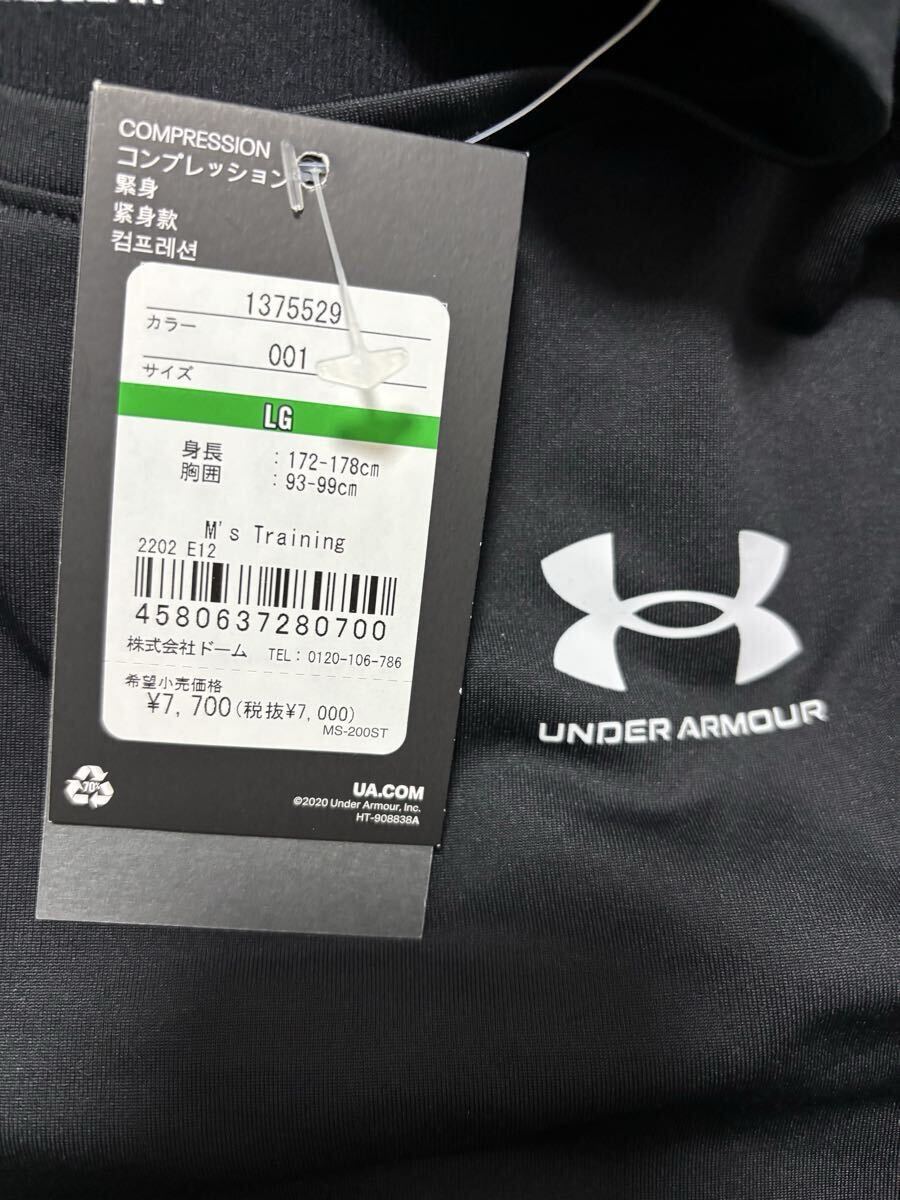 COMPRESSION
コンプレッション
緊身
紧身款
컴프레션
1375529
カラー
001
サイズ
LG
身長 : 172-178cm
胸囲 : 93-99cm
M's Training
2202 E12
4580637280700
株式会社ドーム TEL: 0120-106-786
希望小売価格
¥7,700(税抜¥7,000)
MS-200ST
70%
UA.COM
©2020 Under Armour, Inc.
HT-908838A
UNDER ARMOUR